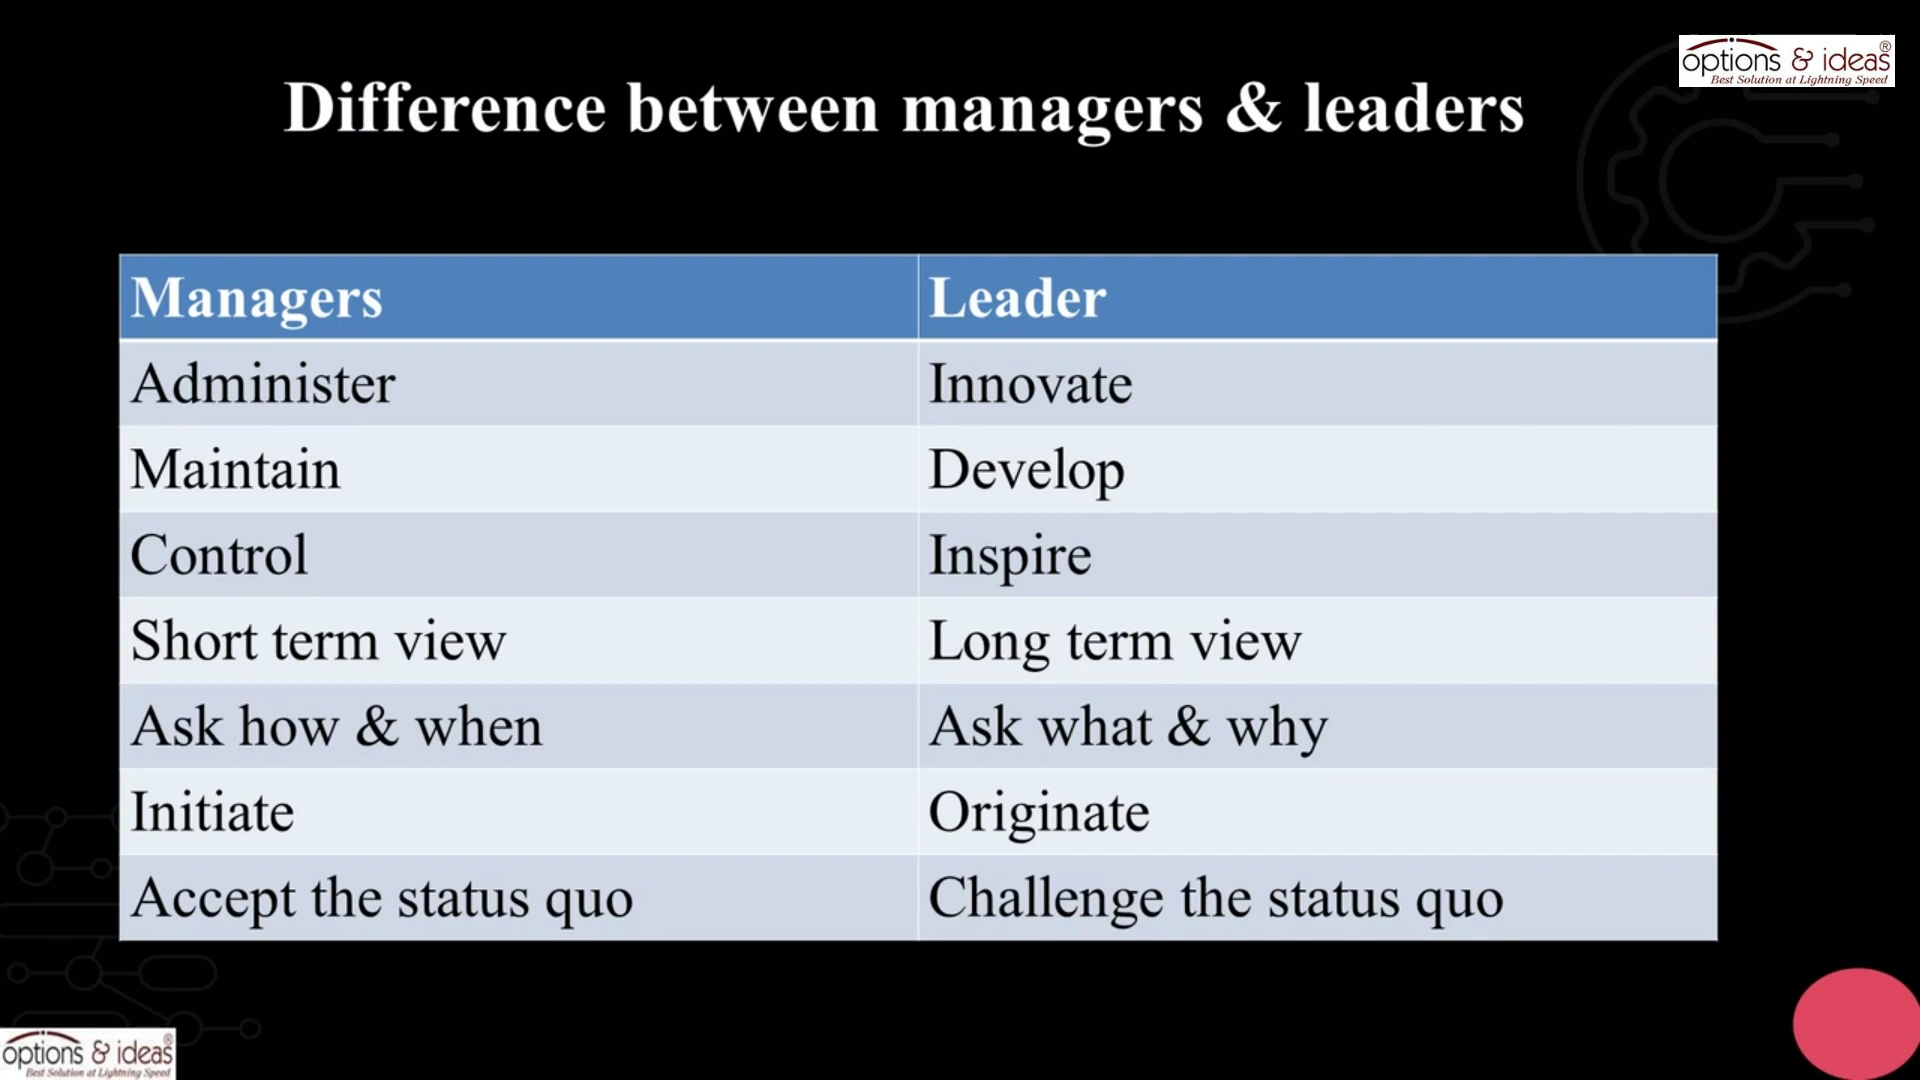 options & ideas®
Best Solution at Lightning Speed
Difference between managers & leaders
Managers Leader
Administer Innovate
Maintain Develop
Control Inspire
Short term view Long term view
Ask how & when Ask what & why
Initiate Originate
Accept the status quo Challenge the status quo
options & ideas®
Best Solution at Lightning Speed